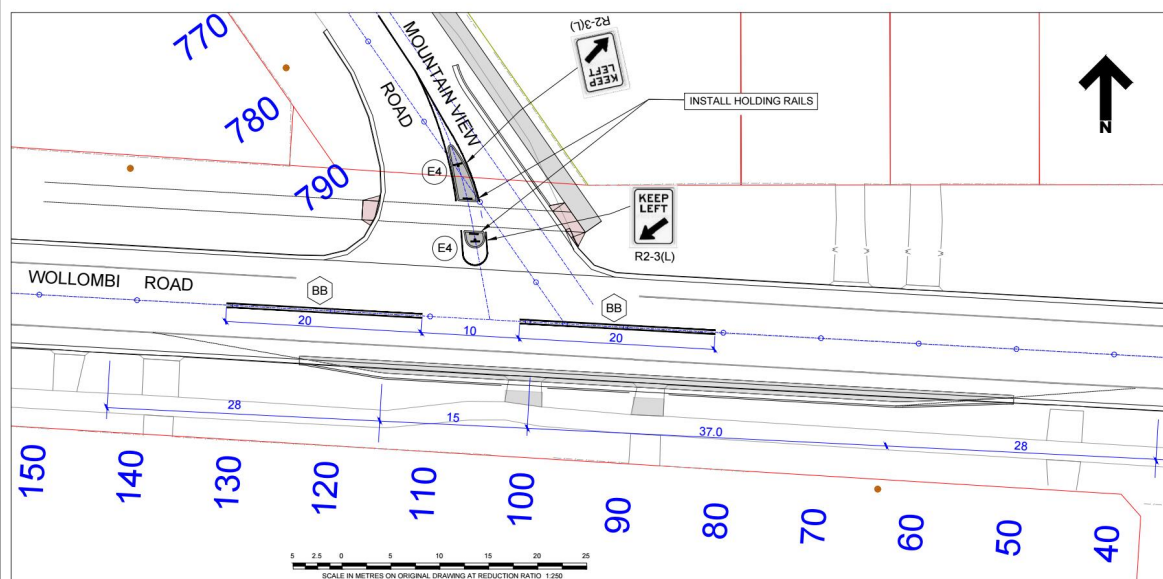 R2-3(L)
KEEP
LEFT
770
MOUNTAIN VIEW
ROAD
INSTALL HOLDING RAILS
780
N
E4
790
KEEP
LEFT
R2-3(L)
E4
WOLLOMBI ROAD
BB
BB
20
10
20
28
15
37.0
28
150
140
130
120
100
90
80
70
60
50
40
5 2.5 0 5 10 15 20 25
SCALE IN METRES ON ORIGINAL DRAWING AT REDUCTION RATIO 1:250